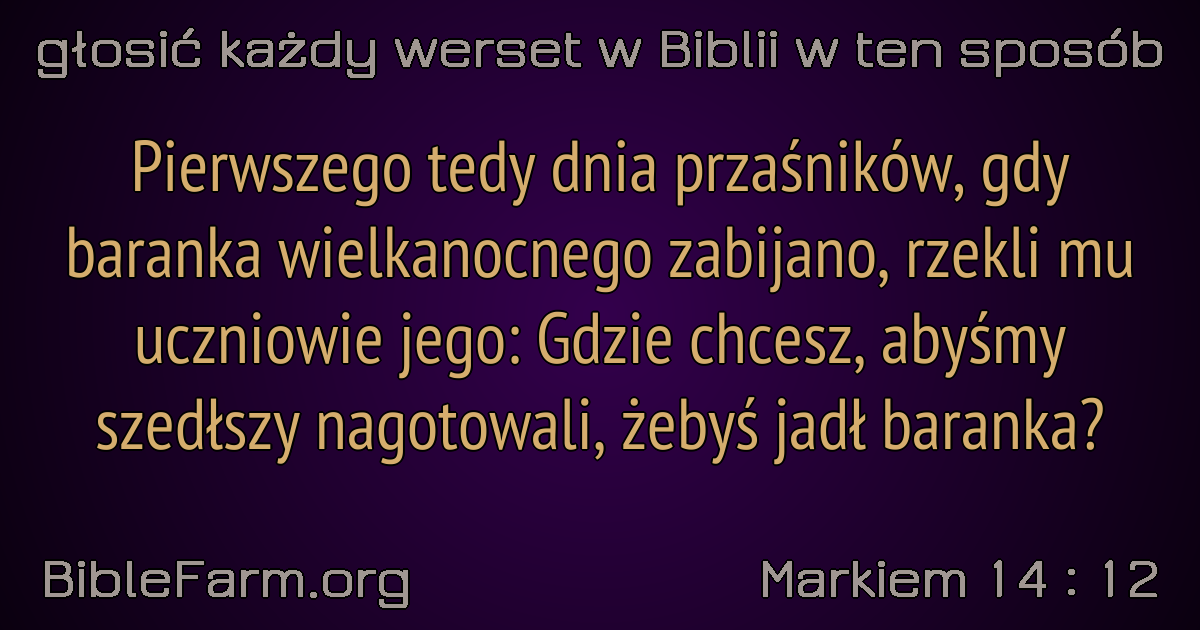 głosić każdy werset w Biblii w ten sposób
Pierwszego tedy dnia przaśników, gdy
baranka wielkanocnego zabijano, rzekli mu
uczniowie jego: Gdzie chcesz, abyśmy
szedłszy nagotowali, żebyś jadł baranka?
BibleFarm.org
Markiem 14 : 12